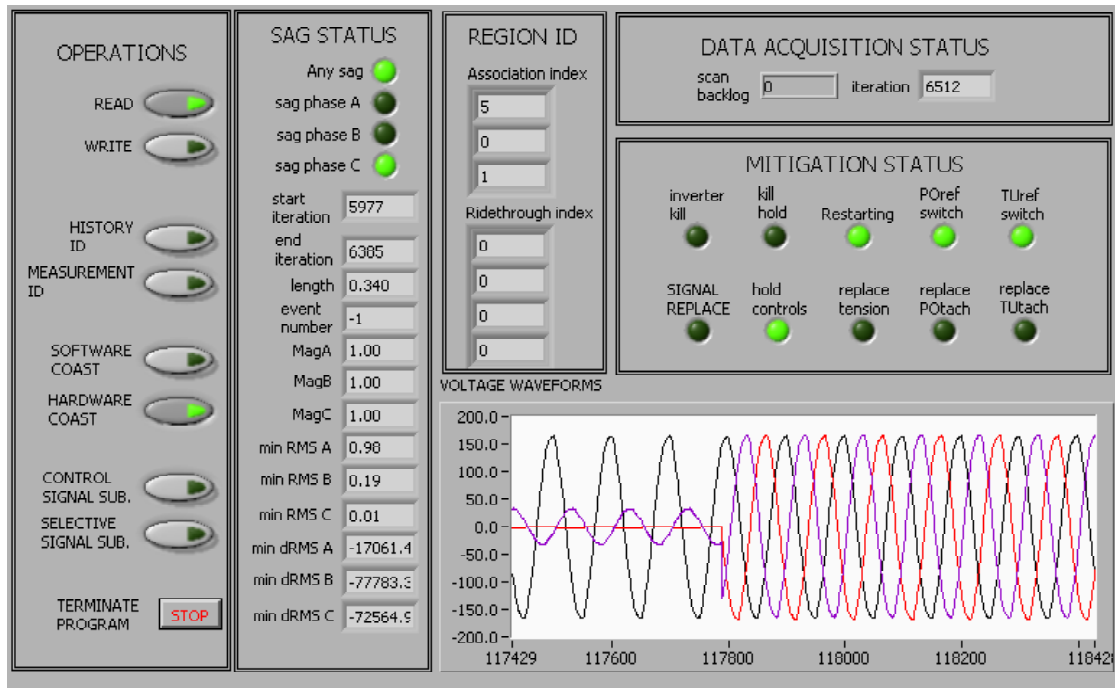 OPERATIONS
READ
WRITE
HISTORY
ID
MEASUREMENT
ID
SOFTWARE
COAST
HARDWARE
COAST
CONTROL
SIGNAL SUB.
SELECTIVE
SIGNAL SUB.
TERMINATE
PROGRAM
STOP
SAG STATUS
Any sag
sag phase A
sag phase B
sag phase C
start
iteration
5977
end
iteration
6385
length
0.340
event
number
-1
MagA
1.00
MagB
1.00
MagC
1.00
min RMS A
0.98
min RMS B
0.19
min RMS C
0.01
min dRMS A
-17061.4
min dRMS B
-77783.3
min dRMS C
-72564.9
REGION ID
Association index
5
0
1
Ridethrough index
0
0
0
0
DATA ACQUISITION STATUS
scan
backlog
0
iteration
6512
MITIGATION STATUS
inverter
kill
kill
hold
Restarting
POref
switch
TUref
switch
SIGNAL
REPLACE
hold
controls
replace
tension
replace
POtach
replace
TUtach
VOLTAGE WAVEFORMS
200.0
150.0
100.0
50.0
0.0
-50.0
-100.0
-150.0
-200.0
117429 117600 117800 118000 118200 118428